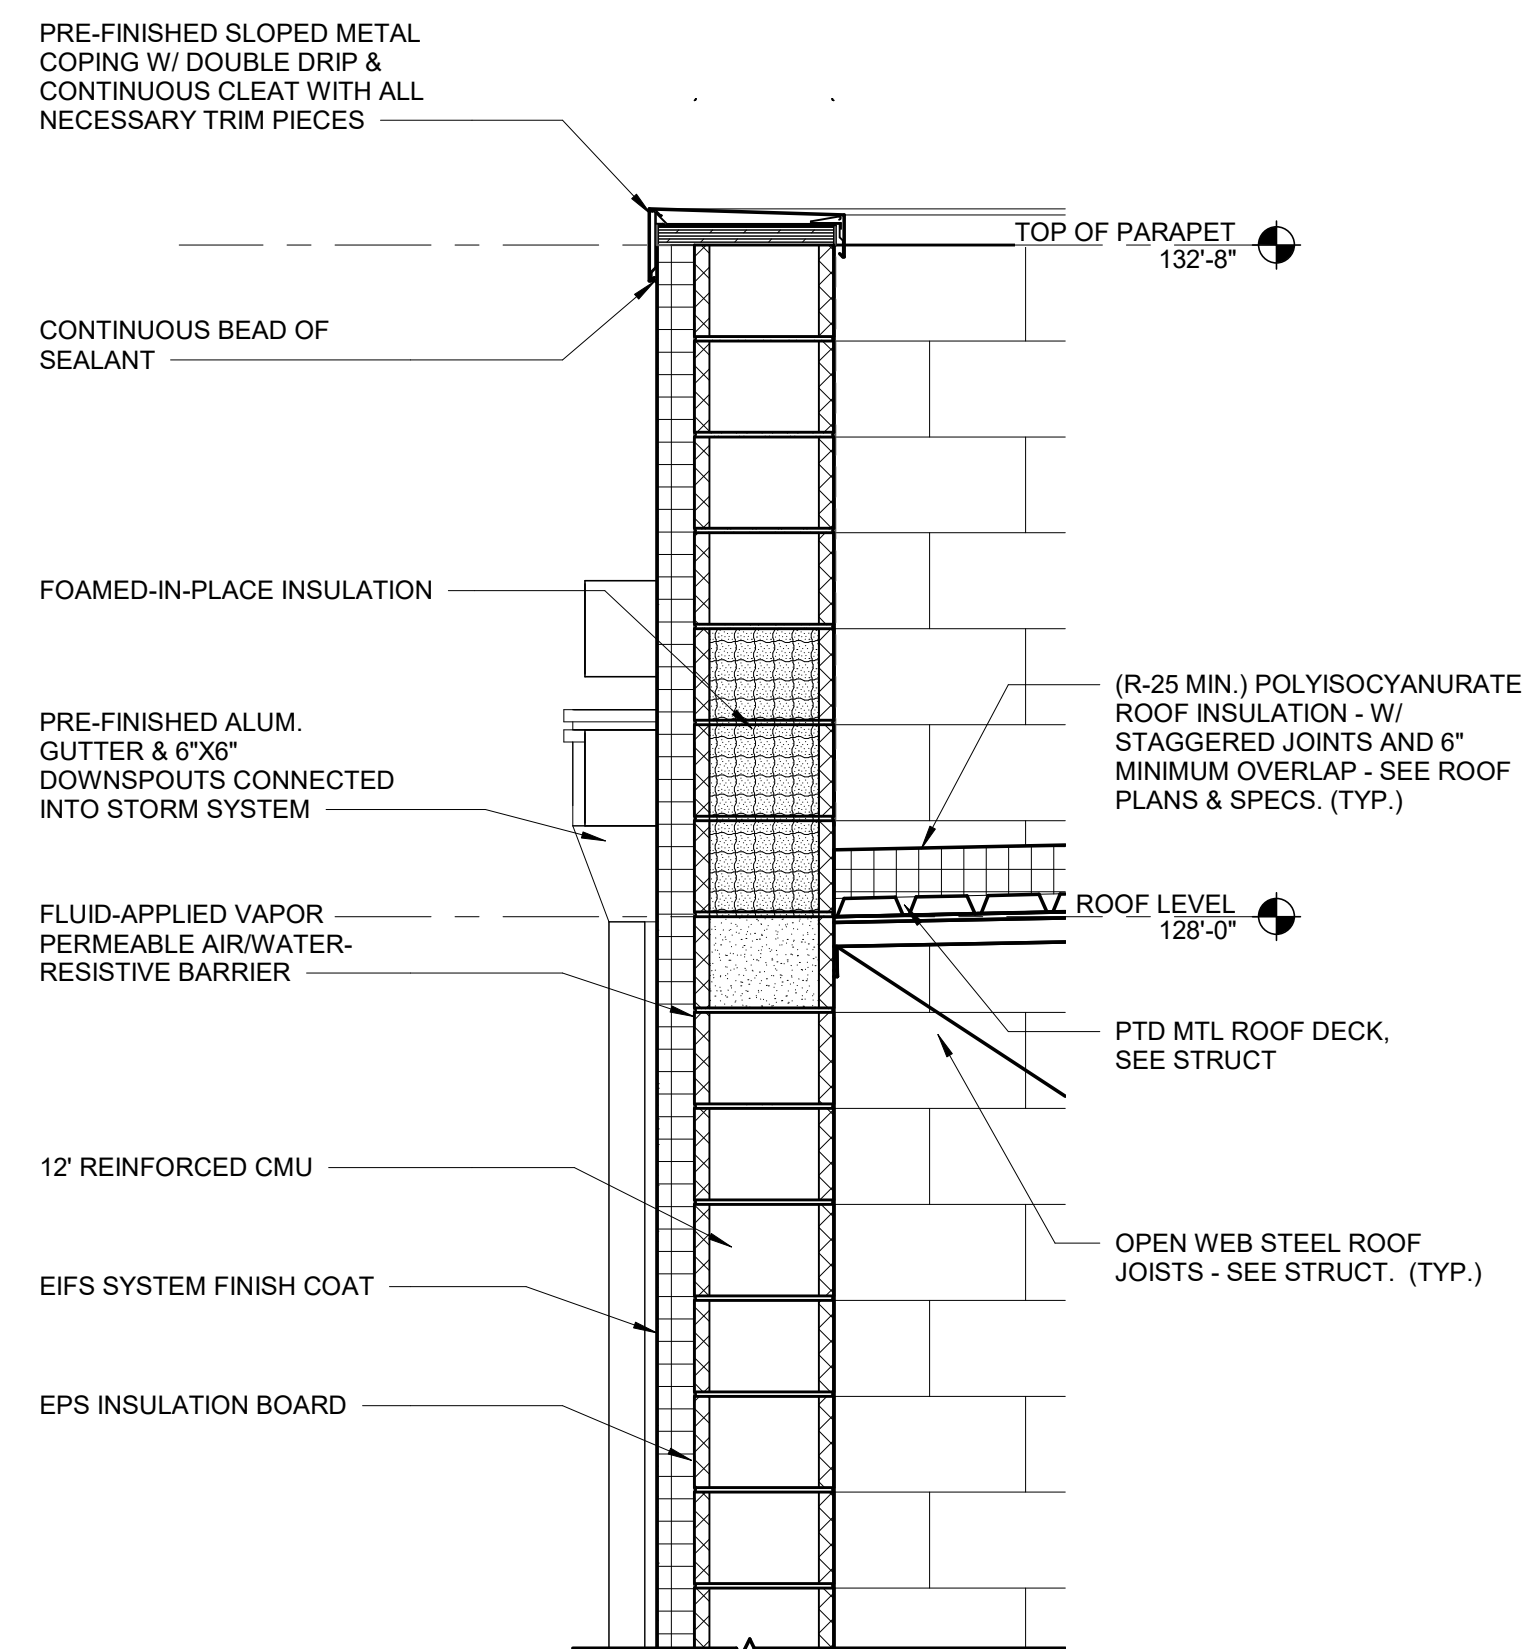 PRE-FINISHED SLOPED METAL
COPING W/ DOUBLE DRIP &
CONTINUOUS CLEAT WITH ALL
NECESSARY TRIM PIECES
TOP OF PARAPET
132'-8"
CONTINUOUS BEAD OF
SEALANT
FOAMED-IN-PLACE INSULATION
(R-25 MIN.) POLYISOCYANURATE
ROOF INSULATION - W/
STAGGERED JOINTS AND 6"
MINIMUM OVERLAP - SEE ROOF
PLANS & SPECS. (TYP.)
PRE-FINISHED ALUM.
GUTTER & 6"X6"
DOWNSPOUTS CONNECTED
INTO STORM SYSTEM
ROOF LEVEL
128'-0"
FLUID-APPLIED VAPOR
PERMEABLE AIR/WATER-
RESISTIVE BARRIER
PTD MTL ROOF DECK,
SEE STRUCT
12' REINFORCED CMU
OPEN WEB STEEL ROOF
JOISTS - SEE STRUCT. (TYP.)
EIFS SYSTEM FINISH COAT
EPS INSULATION BOARD